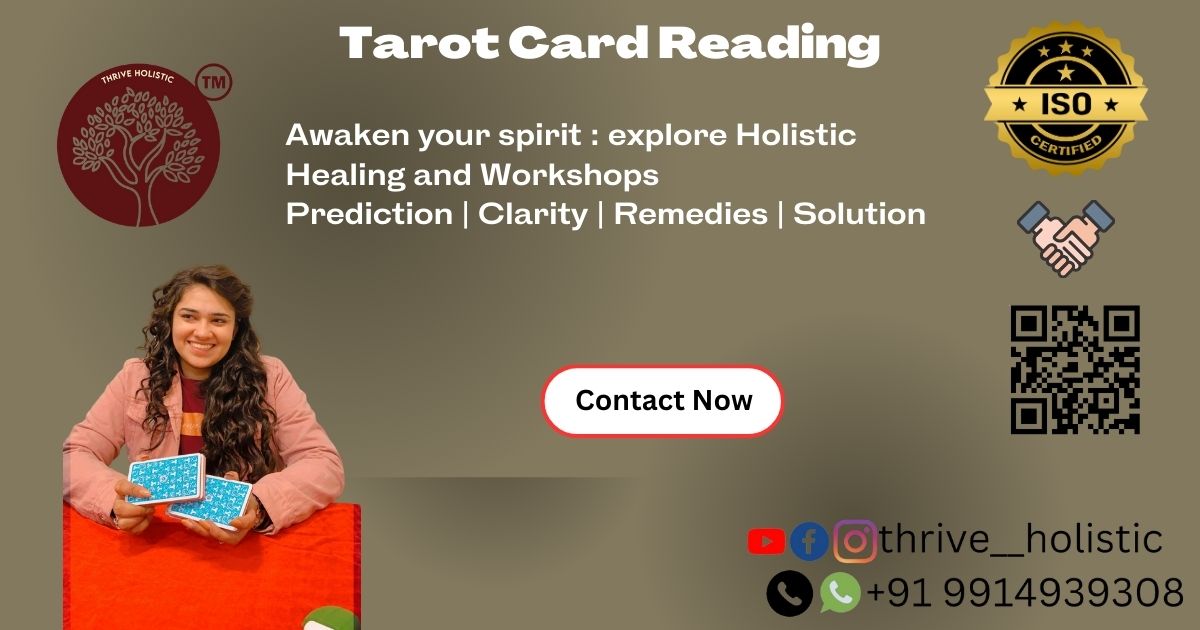 Tarot Card Reading
THRIVE HOLISTIC
TM
Awaken your spirit : explore Holistic
Healing and Workshops
Prediction | Clarity | Remedies | Solution
ISO
CERTIFIED
Contact Now
thrive__holistic
+91 9914939308